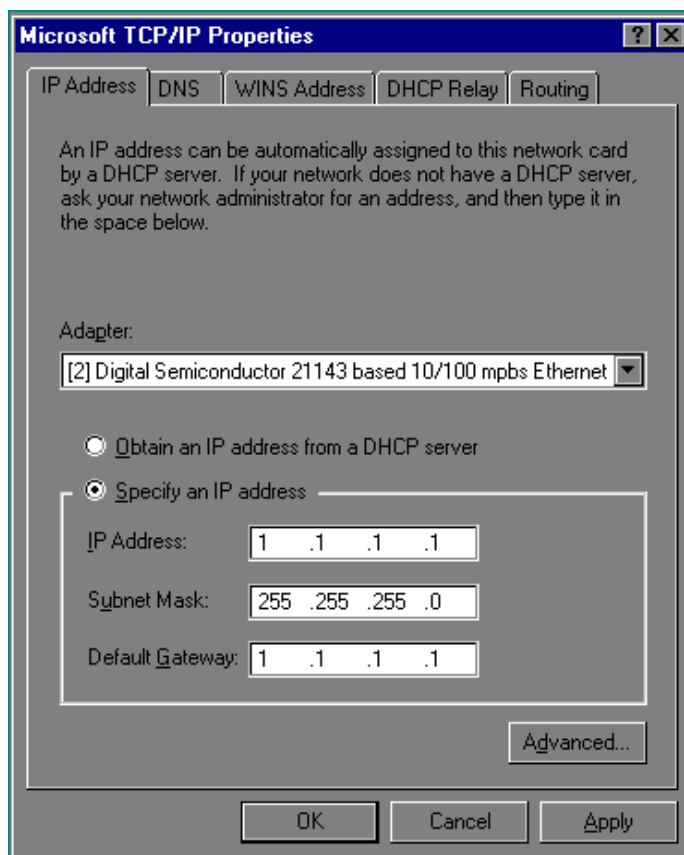 Microsoft TCP/IP Properties
IP Address DNS WINS Address DHCP Relay Routing
An IP address can be automatically assigned to this network card
by a DHCP server. If your network does not have a DHCP server,
ask your network administrator for an address, and then type it in
the space below.
Adapter:
[2] Digital Semiconductor 21143 based 10/100 mpbs Ethernet
Obtain an IP address from a DHCP server
Specify an IP address
IP Address: 1 .1 .1 .1
Subnet Mask: 255 .255 .255 .0
Default Gateway: 1 .1 .1 .1
Advanced...
OK Cancel Apply